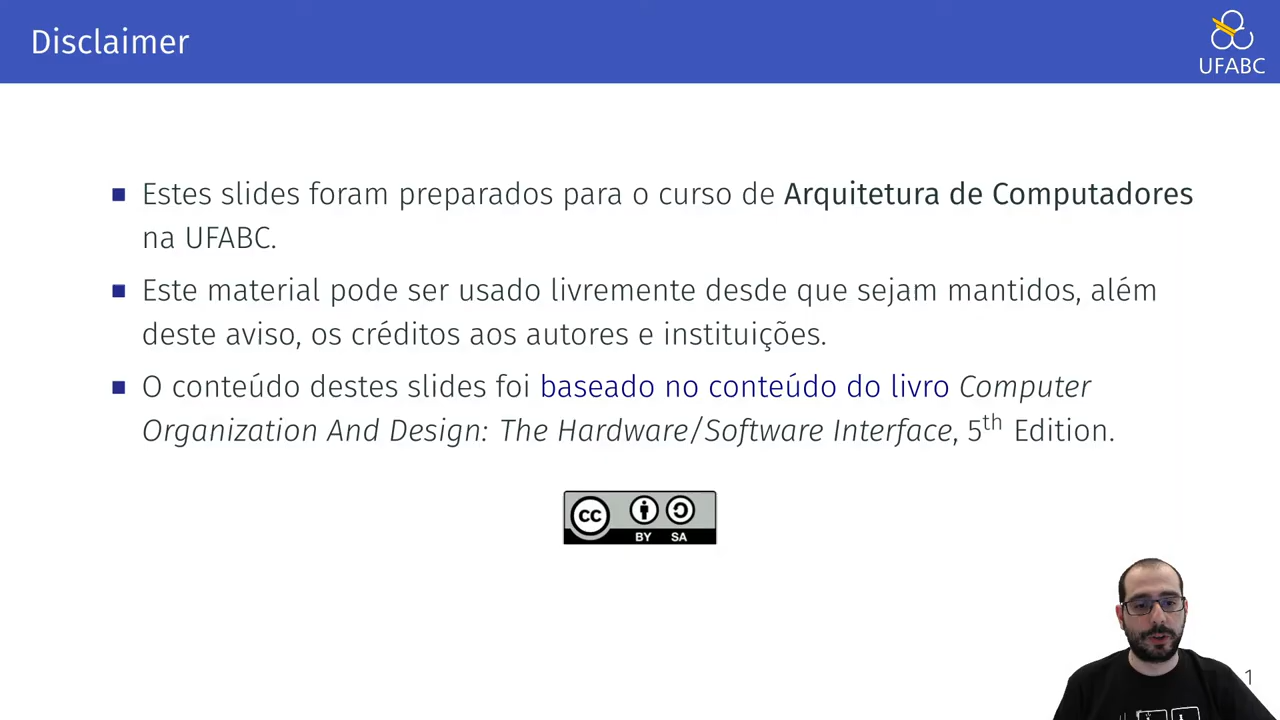 Disclaimer
UFABC
Estes slides foram preparados para o curso de Arquitetura de Computadores
na UFABC.
Este material pode ser usado livremente desde que sejam mantidos, além
deste aviso, os créditos aos autores e instituições.
O conteúdo destes slides foi baseado no conteúdo do livro Computer
Organization And Design: The Hardware/Software Interface, 5th Edition.
cc
BY SA
1